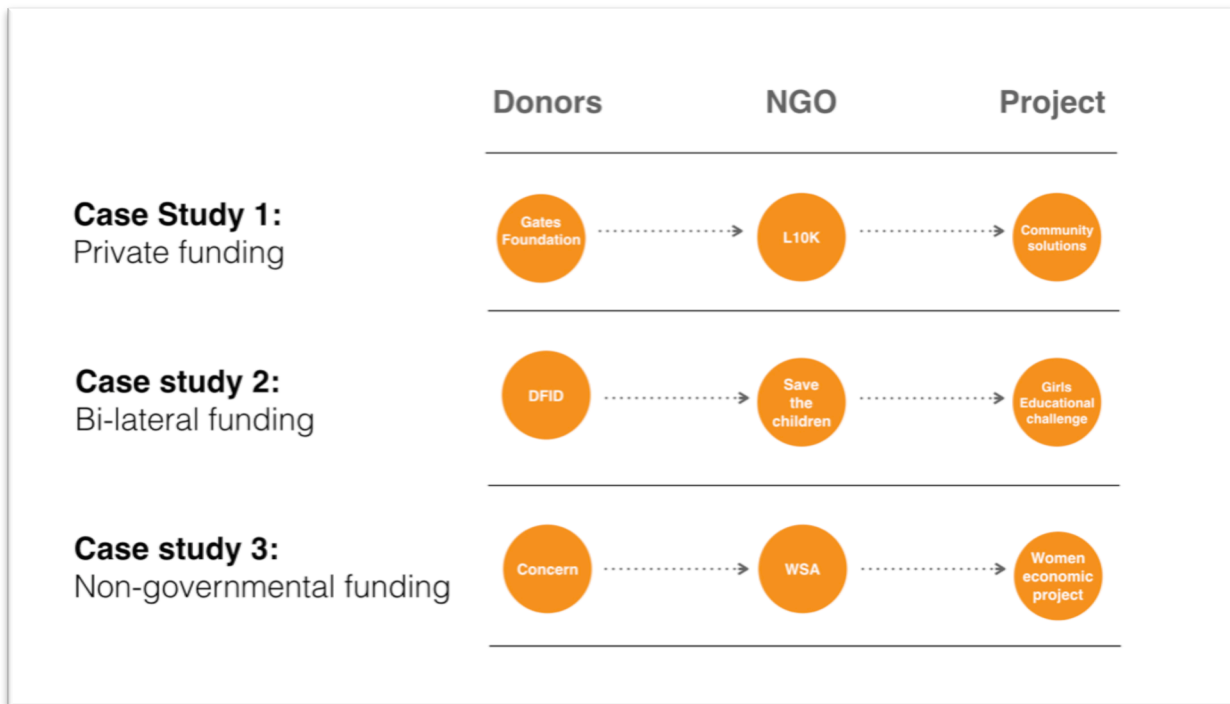 Donors NGO Project
Case Study 1:
Private funding
Gates
Foundation
L10K
Community
solutions
Case study 2:
Bi-lateral funding
DFID
Save
the
children
Girls
Educational
challenge
Case study 3:
Non-governmental funding
Concern
WSA
Women
economic
project